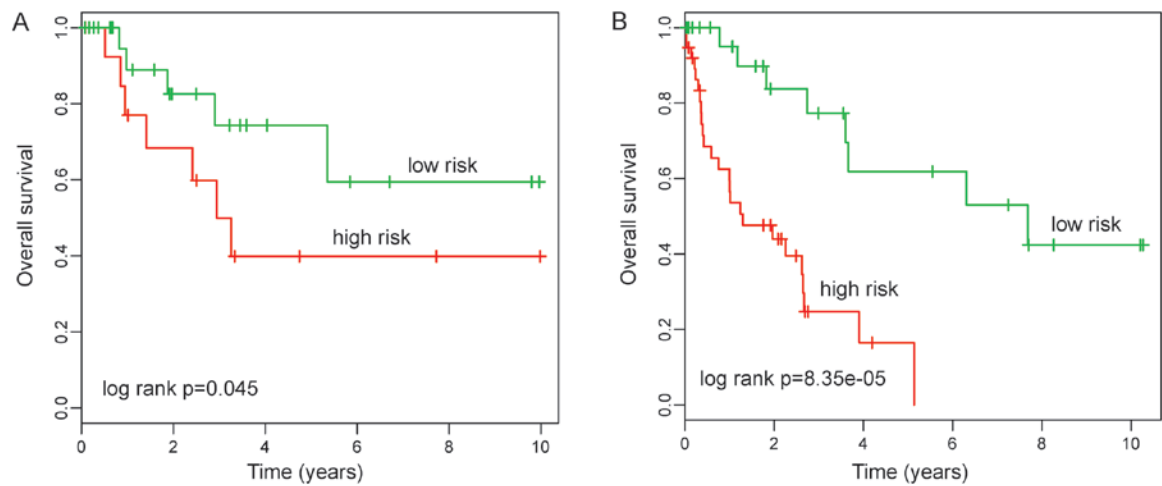 A
Overall survival
1.0
0.8
0.6
0.4
0.2
0.0
low risk
high risk
log rank p=0.045
0 2 4 6 8 10
Time (years)
B
Overall survival
1.0
0.8
0.6
0.4
0.2
0.0
low risk
high risk
log rank p=8.35e-05
0 2 4 6 8 10
Time (years)